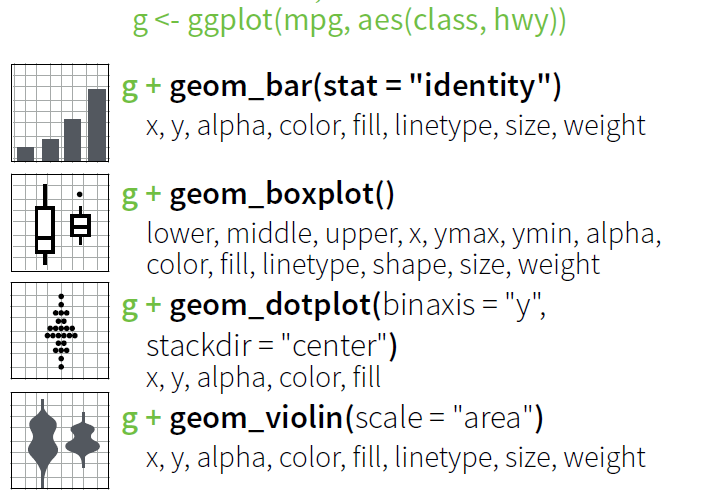 g <- ggplot(mpg, aes(class, hwy))
g + geom_bar(stat = "identity")
x, y, alpha, color, fill, linetype, size, weight
g + geom_boxplot()
lower, middle, upper, x, ymax, ymin, alpha,
color, fill, linetype, shape, size, weight
g + geom_dotplot(binaxis = "y",
stackdir = "center")
x, y, alpha, color, fill
g + geom_violin(scale = "area")
x, y, alpha, color, fill, linetype, size, weight